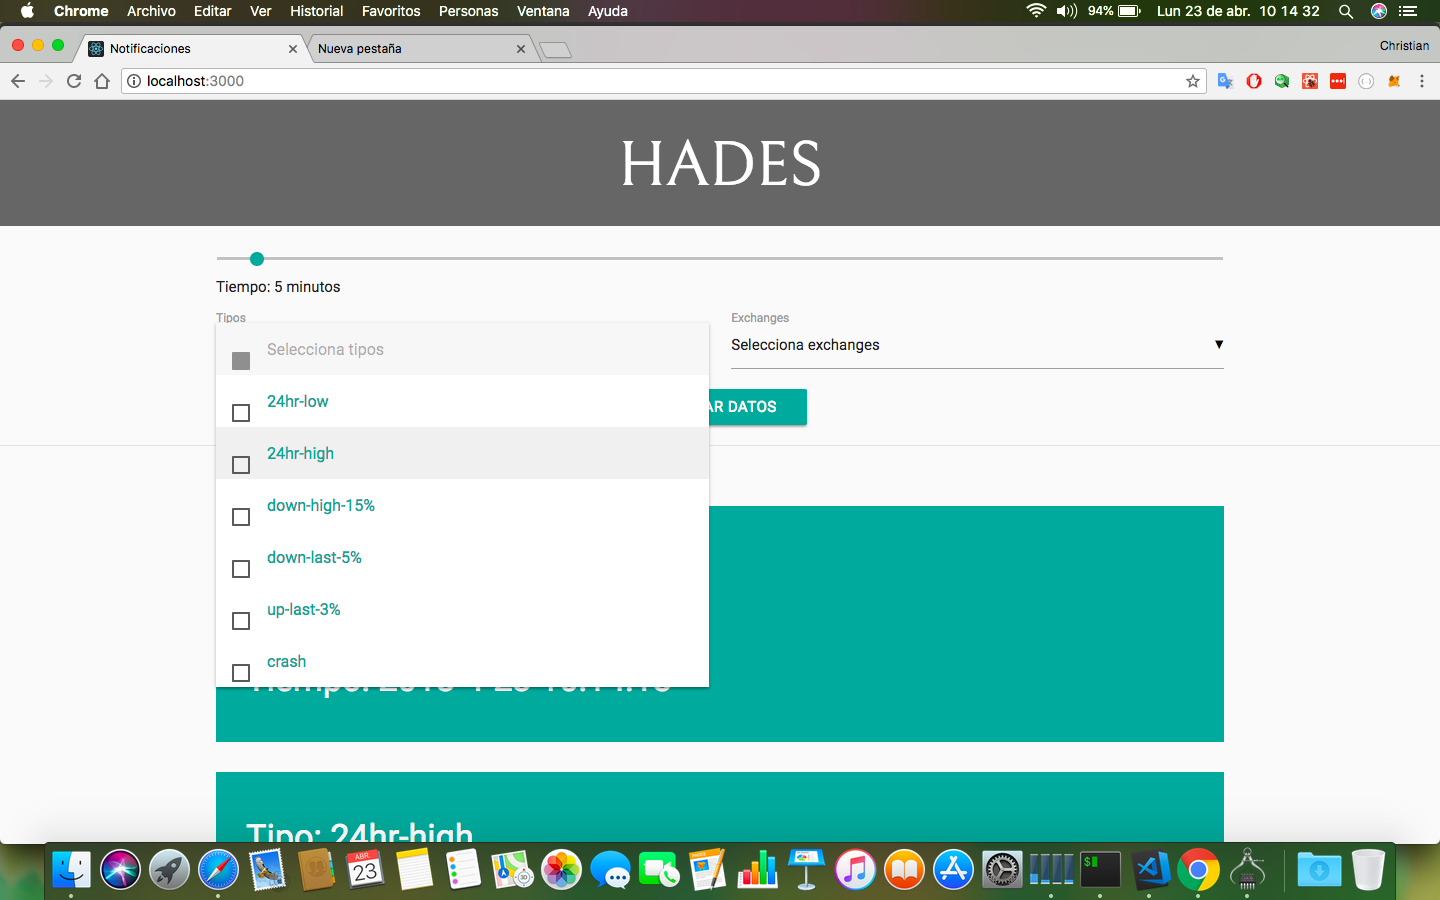 Chrome Archivo Editar Ver Historial Favoritos Personas Ventana Ayuda 94% Lun 23 de abr. 10 14 32
Notificaciones Nueva pestaña Christian
localhost:3000
HADES
Tiempo: 5 minutos
Tipos Exchanges
Selecciona tipos Selecciona exchanges
24hr-low AR DATOS
24hr-high
down-high-15%
down-last-5%
up-last-3%
crash
Tipo: 24hr-high
ABR.
23